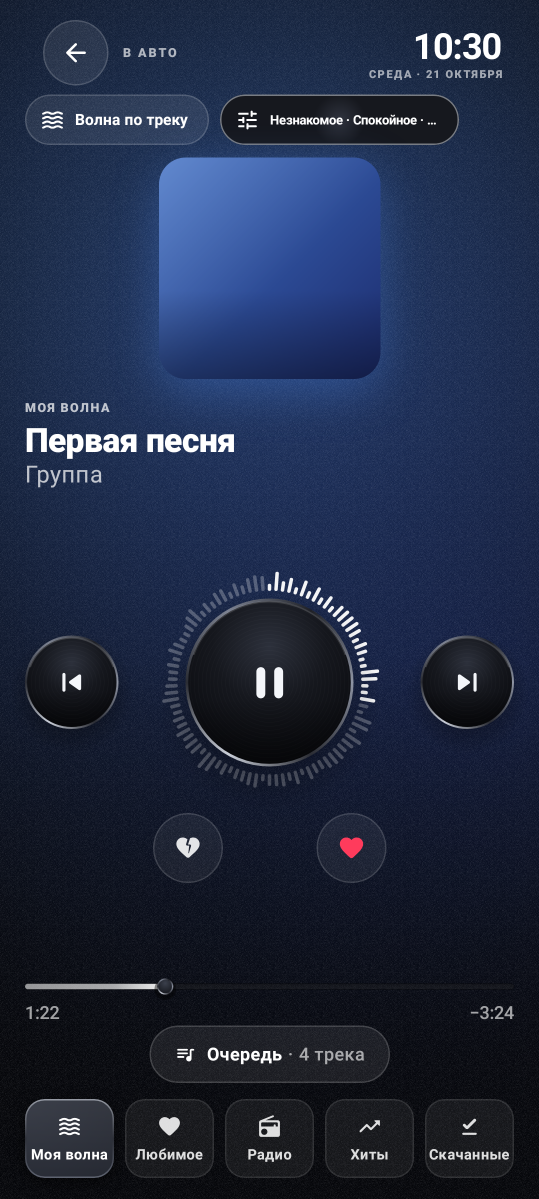 В АВТО
10:30
СРЕДА · 21 ОКТЯБРЯ
Волна по треку
Незнакомое · Спокойное · ...
МОЯ ВОЛНА
Первая песня
Группа
1:22
−3:24
Очередь · 4 трека
Моя волна
Любимое
Радио
Хиты
Скачанные